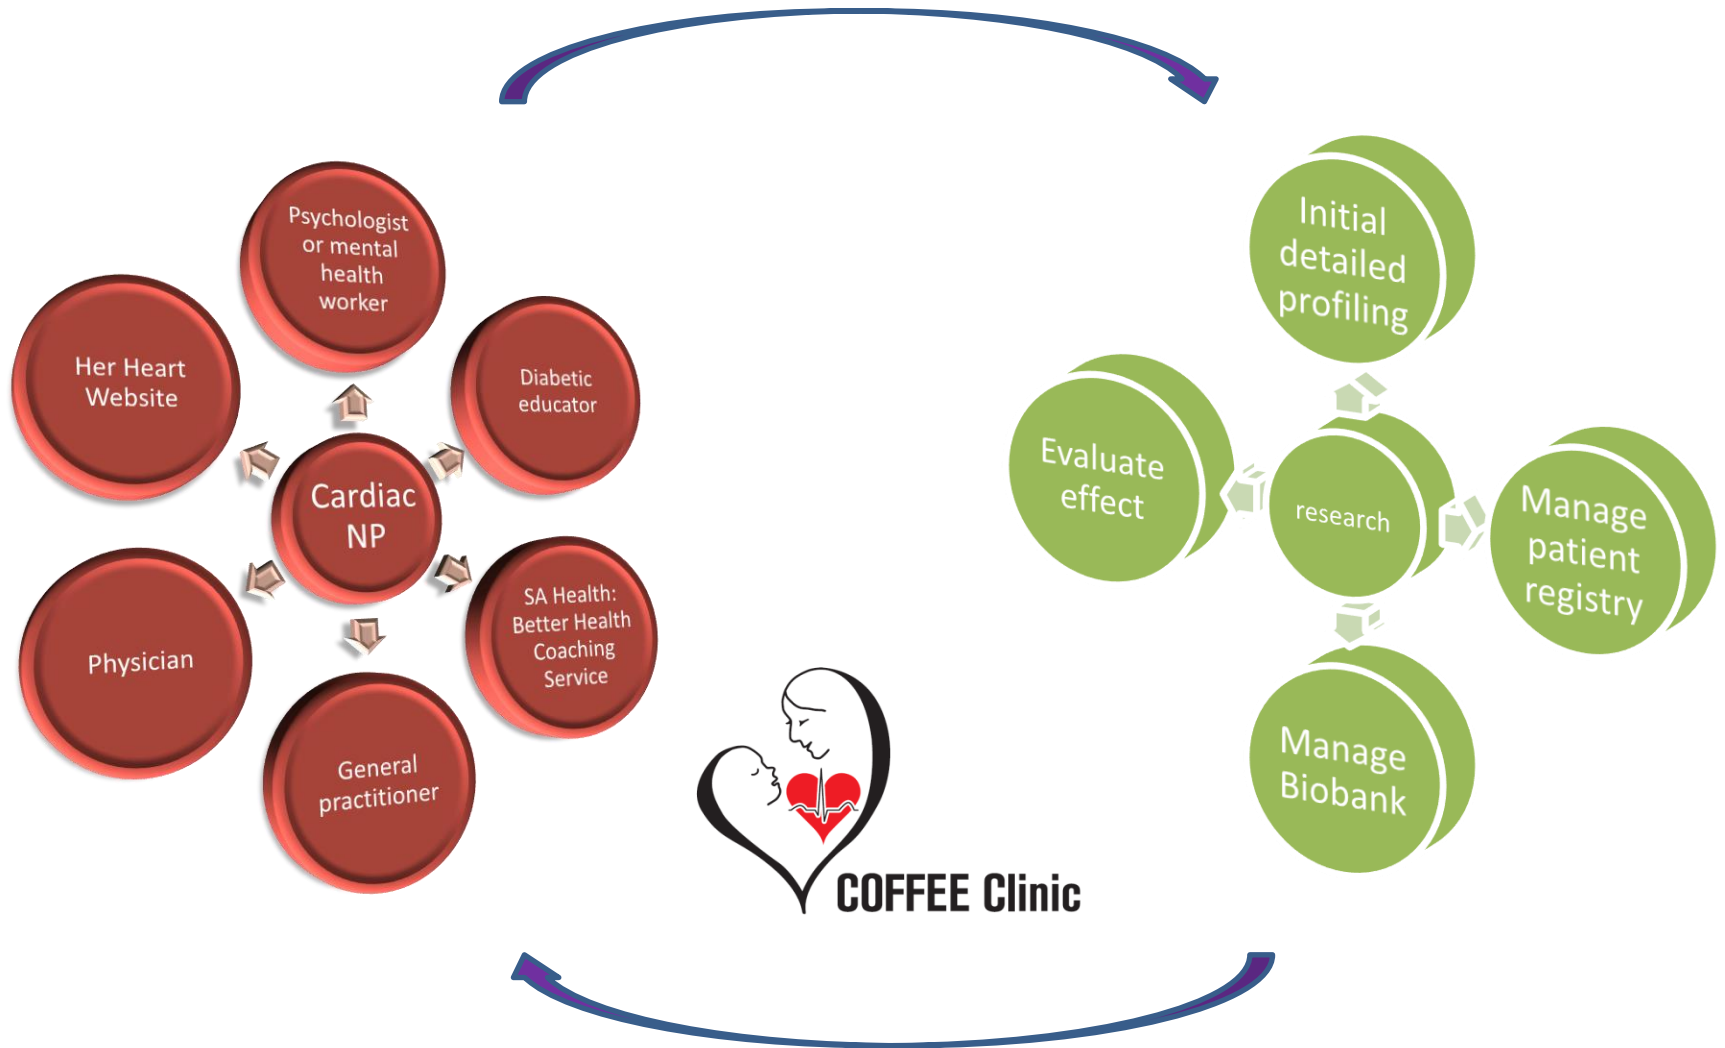 Psychologist
or mental
health
worker
Her Heart
Website
Diabetic
educator
Cardiac
NP
SA Health:
Better Health
Coaching
Service
Physician
General
practitioner
Initial
detailed
profiling
Evaluate
effect
research
Manage
patient
registry
Manage
Biobank
COFFEE Clinic